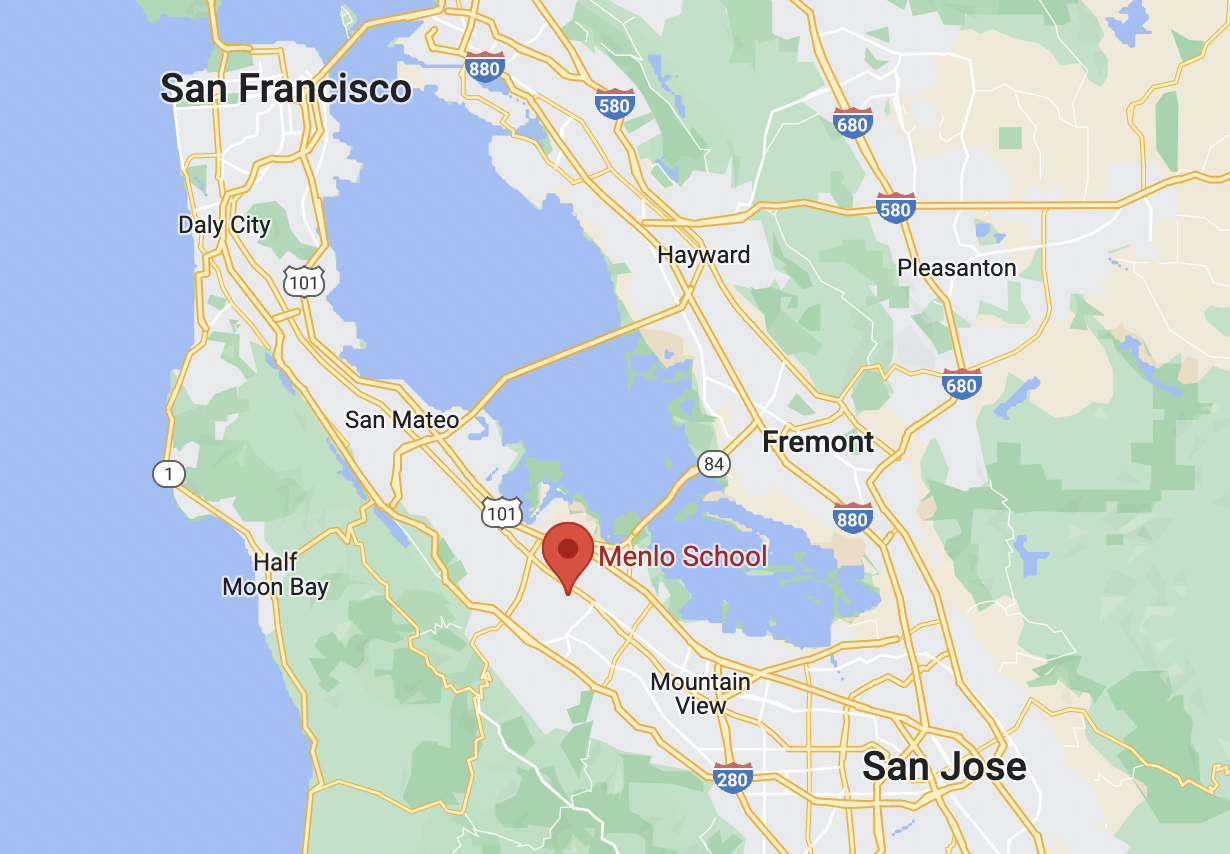 880
580
San Francisco
680
580
Daly City
Hayward
Pleasanton
101
680
San Mateo
Fremont
84
1
101
880
Menlo School
Half
Moon Bay
Mountain
View
San Jose
280